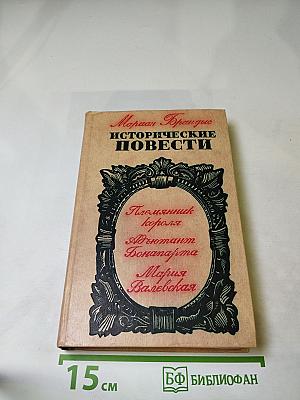 Мариан Брандыс
ИСТОРИЧЕСКИЕ
ПОВЕСТИ
Племянник
короля
Адъютант
Бонапарта
Мария
Валевская
15 см
БФ БИБЛИОФАН